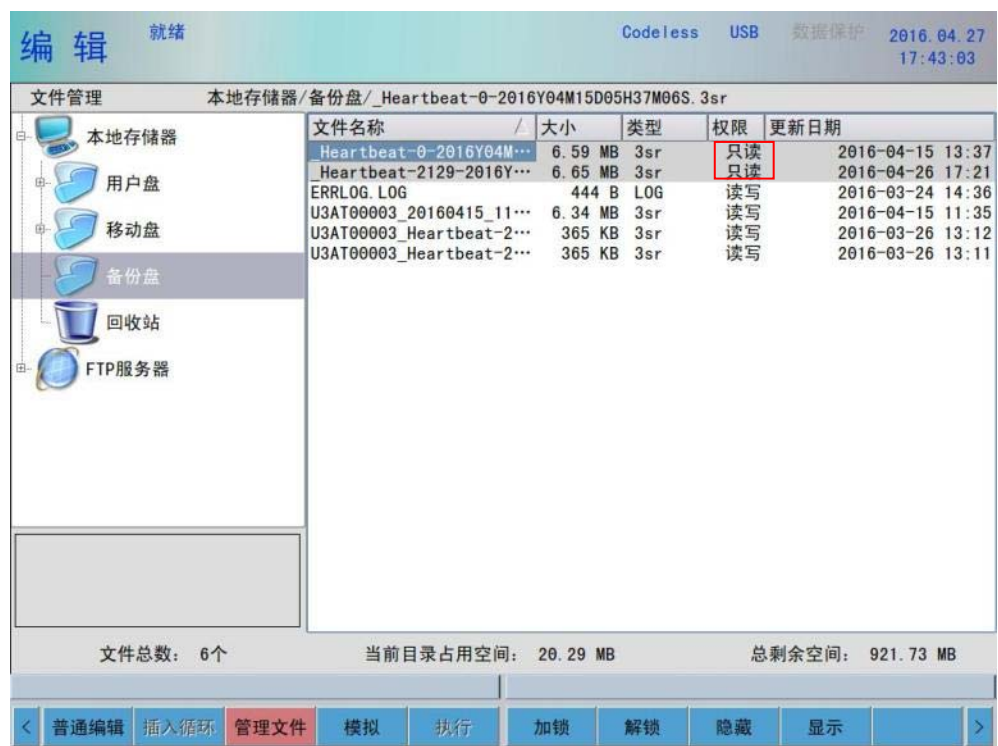 编 辑 就绪 Codeless USB 数据保护 2016.04.27
17:43:03
文件管理 本地存储器/备份盘/_Heartbeat-0-2016Y04M15D05H37M06S.3sr
本地存储器
用户盘
移动盘
备份盘
回收站
FTP服务器
文件名称 大小 类型 权限 更新日期
_Heartbeat-0-2016Y04M… 6.59 MB 3sr 只读 2016-04-15 13:37
_Heartbeat-2129-2016Y… 6.65 MB 3sr 只读 2016-04-26 17:21
ERRLOG.LOG 444 B LOG 读写 2016-03-24 14:36
U3AT00003_20160415_11… 6.34 MB 3sr 读写 2016-04-15 11:35
U3AT00003_Heartbeat-2… 365 KB 3sr 读写 2016-03-26 13:12
U3AT00003_Heartbeat-2… 365 KB 3sr 读写 2016-03-26 13:11
文件总数: 6个 当前目录占用空间: 20.29 MB 总剩余空间: 921.73 MB
< 普通编辑 插入循环 管理文件 模拟 执行 加锁 解锁 隐藏 显示 >